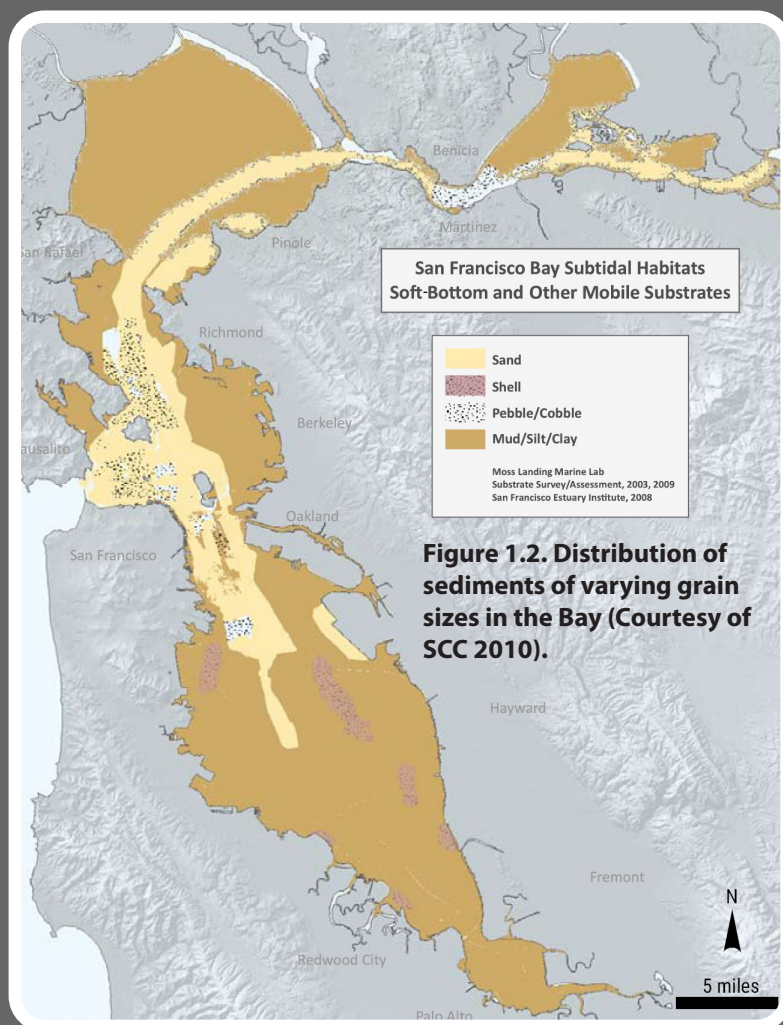 Benicia
Martinez
San Rafael
Pinole
San Francisco Bay Subtidal Habitats
Soft-Bottom and Other Mobile Substrates
Richmond
Sand
Shell
Pebble/Cobble
Mud/Silt/Clay
Moss Landing Marine Lab
Substrate Survey/Assessment, 2003, 2009
San Francisco Estuary Institute, 2008
Berkeley
ausalito
Oakland
San Francisco
Figure 1.2. Distribution of
sediments of varying grain
sizes in the Bay (Courtesy of
SCC 2010).
Hayward
Fremont
N
Redwood City
5 miles
Palo Alto